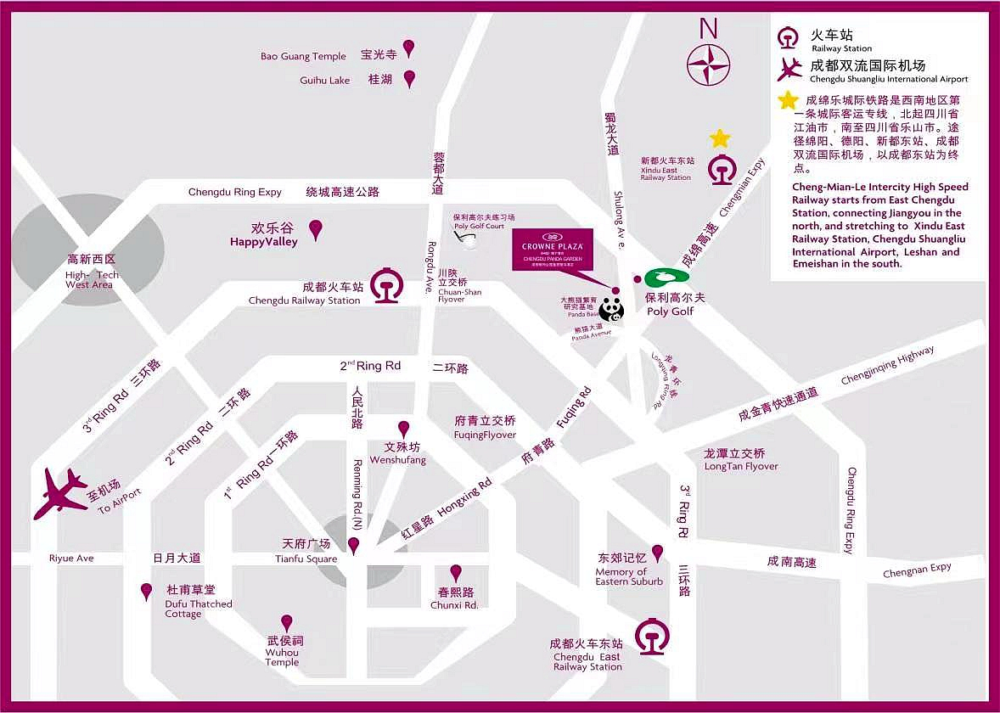 N
火车站
Railway Station
成都双流国际机场
Chengdu Shuangliu International Airport
成绵乐城际铁路是西南地区第
一条城际客运专线，北起四川省
江油市，南至四川省乐山市。途
径绵阳、德阳、新都东站、成都
双流国际机场，以成都东站为终
点。
Cheng-Mian-Le Intercity High Speed
Railway starts from East Chengdu
Station, connecting Jiangyou in the
north, and stretching to Xindu East
Railway Station, Chengdu Shuangliu
International Airport, Leshan and
Emeishan in the south.
Bao Guang Temple 宝光寺
Guihu Lake 桂湖
蓉都大道
Rongdu Ave.
蜀龙大道
Shulong Av e.
新都火车东站
Xindu East
Railway Station
成绵高速 Chengmian Expy
Chengdu Ring Expy 绕城高速公路
欢乐谷
HappyValley
保利高尔夫练习场
Poly Golf Court
CROWNE PLAZA
CHENGDU PANDA GARDEN
高新西区
High- Tech
West Area
成都火车站
Chengdu Railway Station
川陕
立交桥
Chuan-Shan
Flyover
大熊猫繁育
研究基地
Panda Base
熊猫大道
Panda Avenue
保利高尔夫
Poly Golf
龙青环线
Longqing Ring Rd
2nd Ring Rd 二环路
3rd Ring Rd 三环路
2nd Ring Rd 二环路
1st Ring Rd 一环路
人民北路
Renming Rd.(N)
文殊坊
Wenshufang
府青立交桥
FuqingFlyover
府青路 Fuqing Rd
红星路 Hongxing Rd
成金青快速通道 Chengjinqing Highway
龙潭立交桥
LongTan Flyover
3rd Ring Rd
三环路
Chengdu Ring Expy
至机场
To AirPort
Riyue Ave 日月大道
天府广场
Tianfu Square
东郊记忆
Memory of
Eastern Suburb
成南高速 Chengnan Expy
杜甫草堂
Dufu Thatched
Cottage
春熙路
Chunxi Rd.
武侯祠
Wuhou
Temple
成都火车东站
Chengdu East
Railway Station